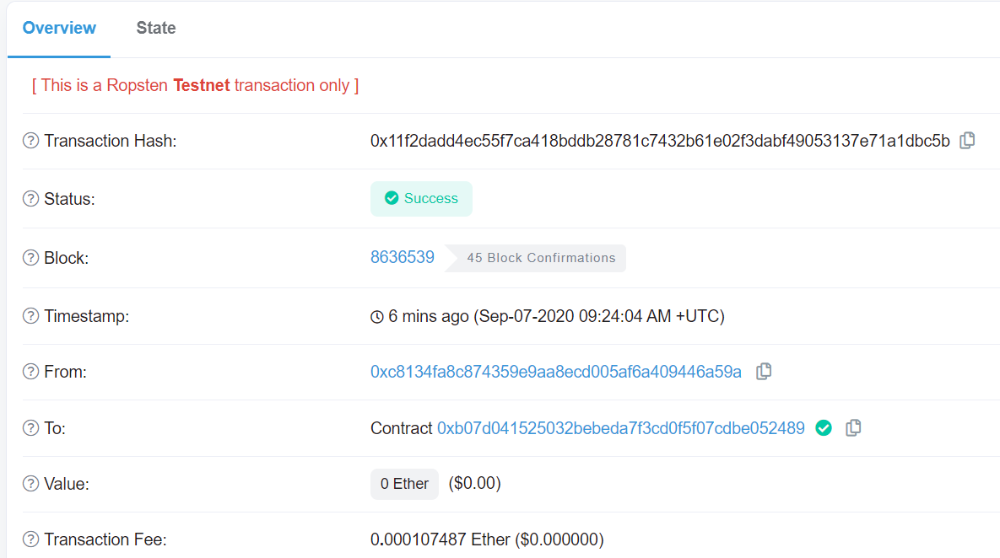 Overview State
[ This is a Ropsten Testnet transaction only ]
? Transaction Hash: 0x11f2dadd4ec55f7ca418bddb28781c7432b61e02f3dabf49053137e71a1dbc5b
? Status: Success
? Block: 8636539 45 Block Confirmations
? Timestamp: 6 mins ago (Sep-07-2020 09:24:04 AM +UTC)
? From: 0xc8134fa8c874359e9aa8ecd005af6a409446a59a
? To: Contract 0xb07d041525032bebeda7f3cd0f5f07cdbe052489
? Value: 0 Ether ($0.00)
? Transaction Fee: 0.000107487 Ether ($0.000000)